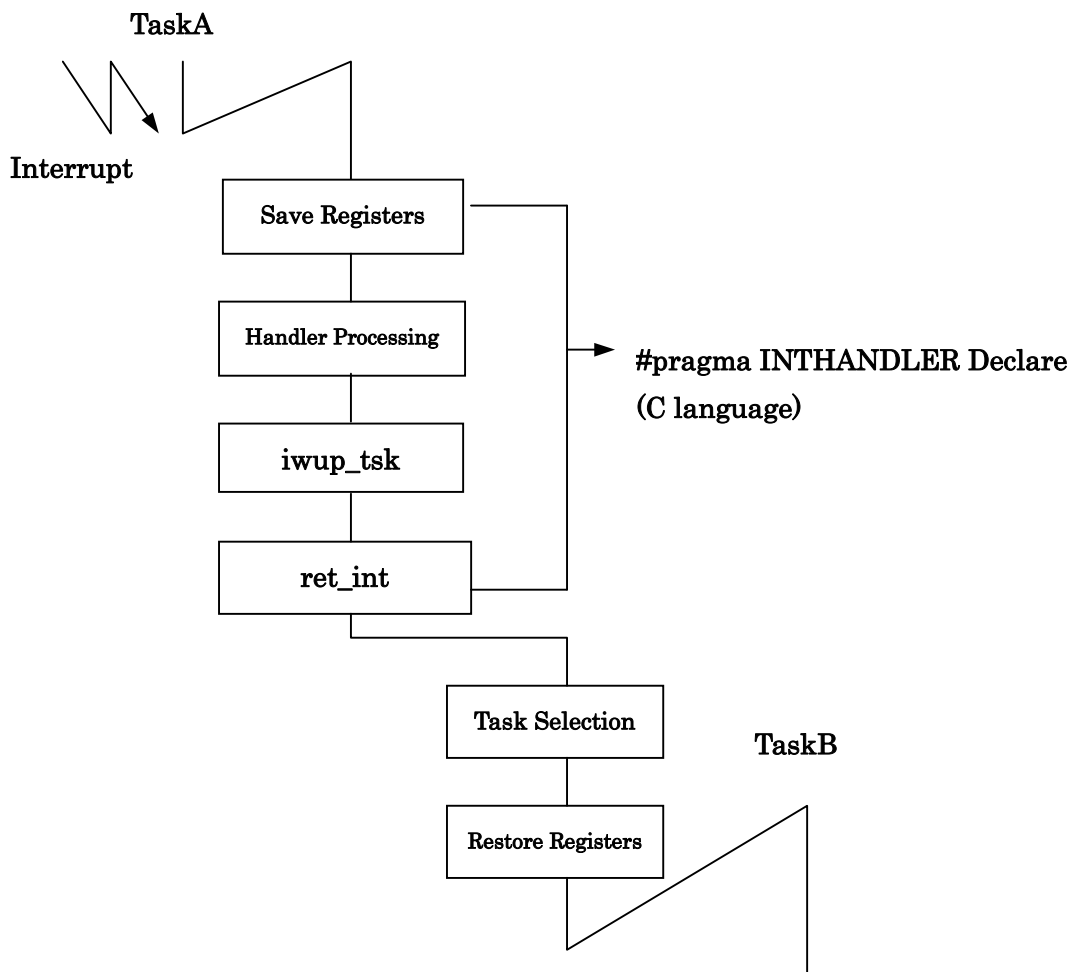 TaskA
Interrupt
Save Registers
Handler Processing
#pragma INTHANDLER Declare
(C language)
iwup_tsk
ret_int
Task Selection
TaskB
Restore Registers